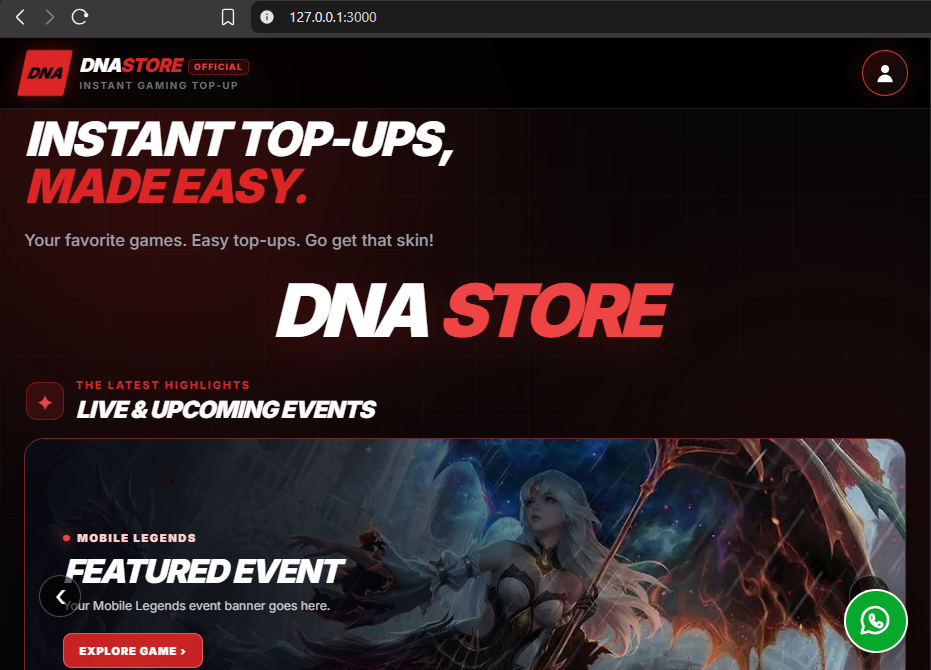 127.0.0.1:3000
DNA
DNASTORE OFFICIAL
INSTANT GAMING TOP-UP
INSTANT TOP-UPS,
MADE EASY.
Your favorite games. Easy top-ups. Go get that skin!
DNA STORE
THE LATEST HIGHLIGHTS
LIVE & UPCOMING EVENTS
MOBILE LEGENDS
FEATURED EVENT
Your Mobile Legends event banner goes here.
EXPLORE GAME ›